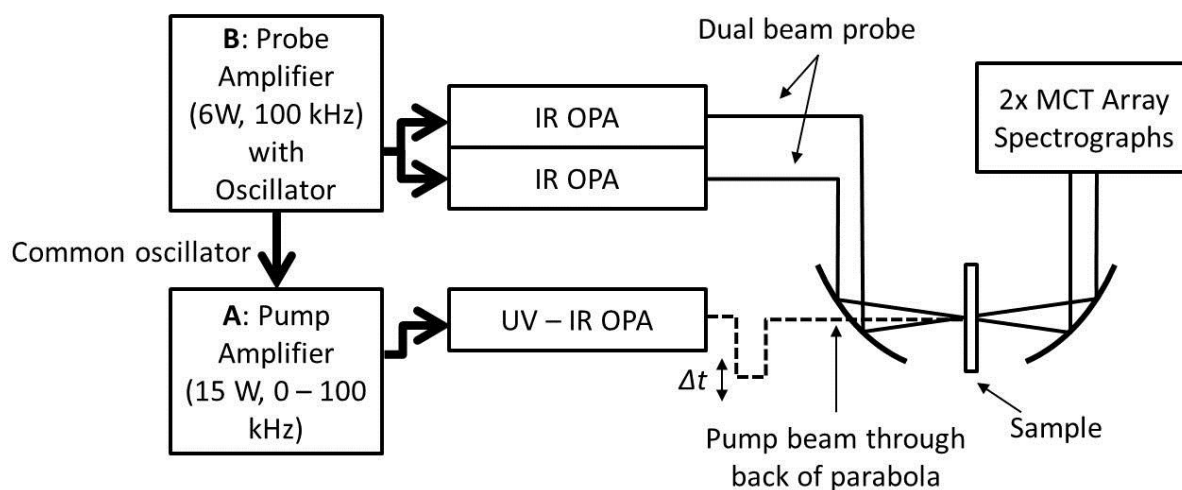 B: Probe
Amplifier
(6W, 100 kHz)
with
Oscillator
IR OPA
IR OPA
Dual beam probe
2x MCT Array
Spectrographs
Common oscillator
A: Pump
Amplifier
(15 W, 0 – 100
kHz)
UV – IR OPA
Δt
Pump beam through
back of parabola
Sample